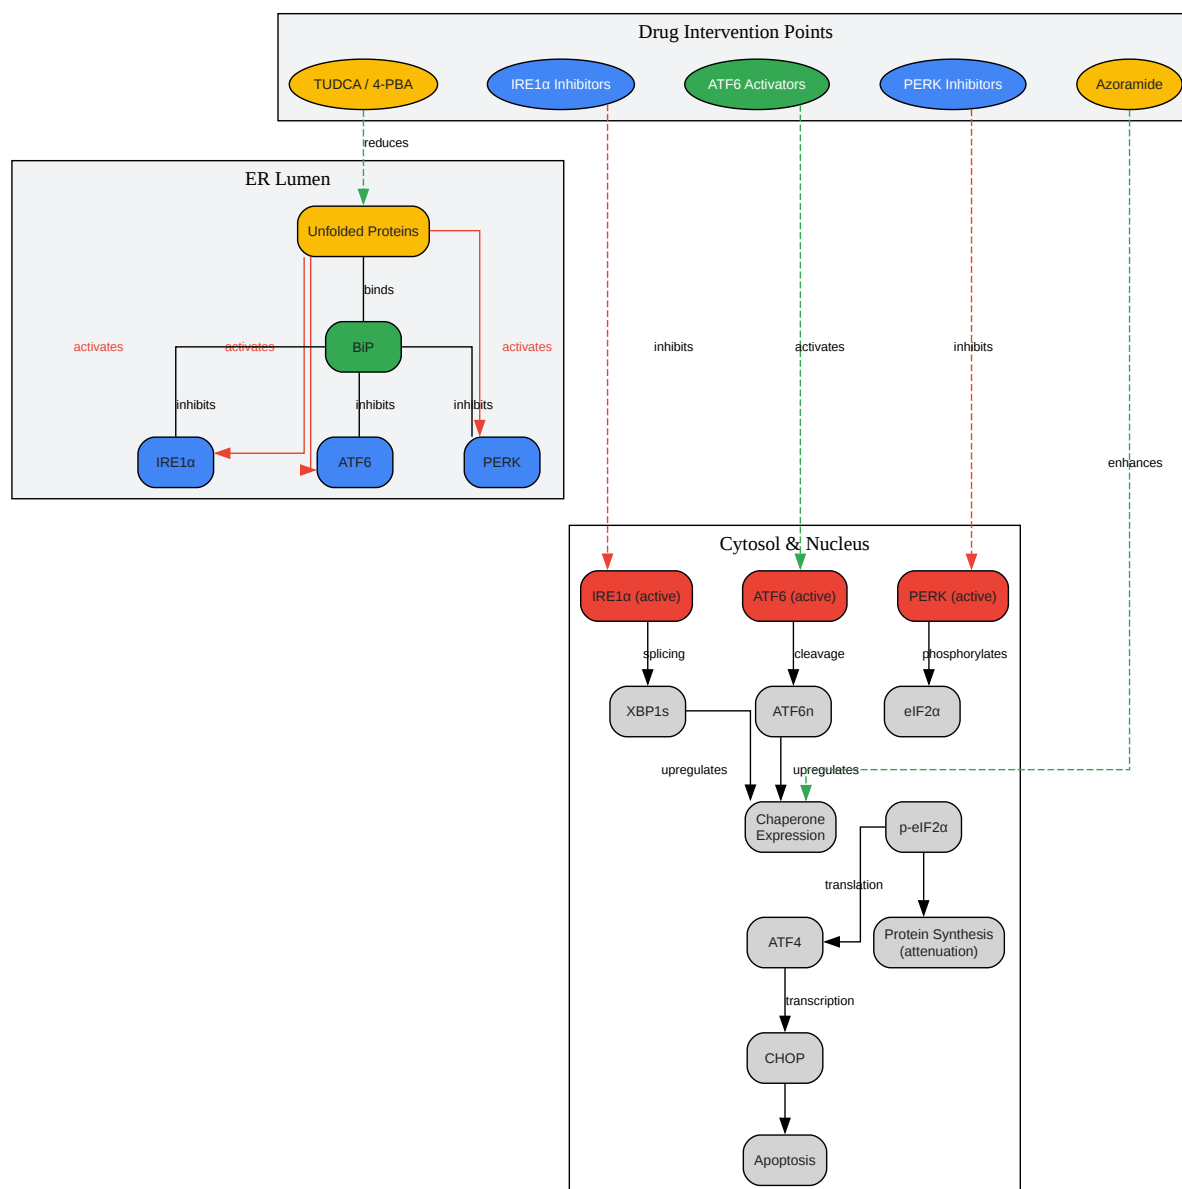 Drug Intervention Points
TUDCA / 4-PBA
IRE1α Inhibitors
ATF6 Activators
PERK Inhibitors
Azoramide
reduces
ER Lumen
Unfolded Proteins
binds
activates
activates
BiP
activates
inhibits
activates
inhibits
inhibits
inhibits
inhibits
IRE1α
ATF6
PERK
enhances
Cytosol & Nucleus
IRE1α (active)
ATF6 (active)
PERK (active)
splicing
cleavage
phosphorylates
XBP1s
ATF6n
eIF2α
upregulates
upregulates
Chaperone
Expression
p-eIF2α
translation
ATF4
Protein Synthesis
(attenuation)
transcription
CHOP
Apoptosis